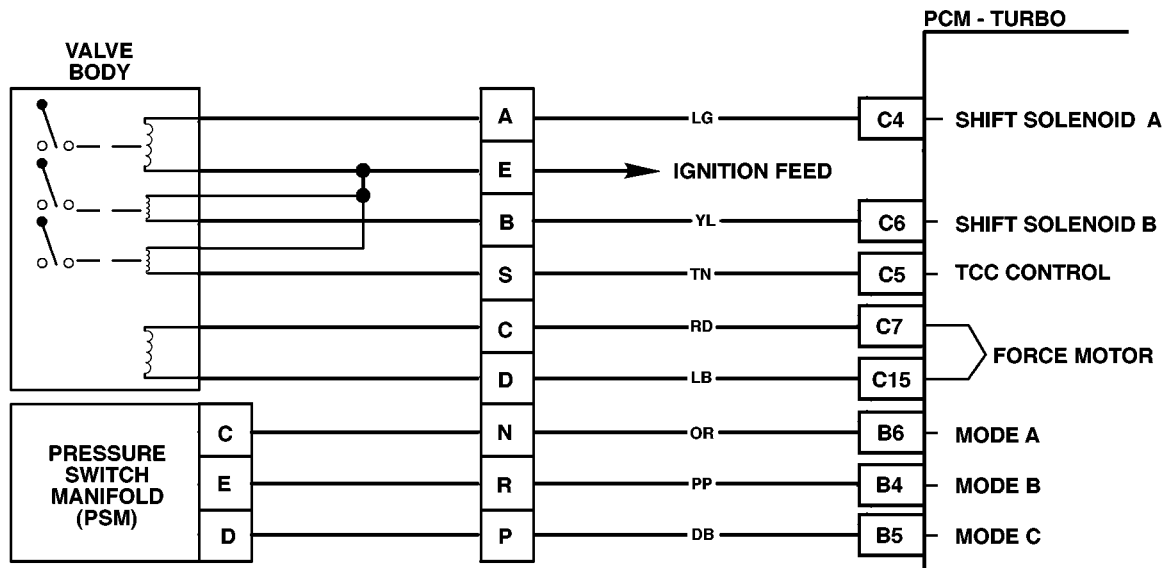 PCM - TURBO
VALVE
BODY
A LG C4 SHIFT SOLENOID A
E IGNITION FEED
B YL C6 SHIFT SOLENOID B
S TN C5 TCC CONTROL
C RD C7
FORCE MOTOR
D LB C15
PRESSURE
SWITCH
MANIFOLD
(PSM)
C N OR B6 MODE A
E R PP B4 MODE B
D P DB B5 MODE C